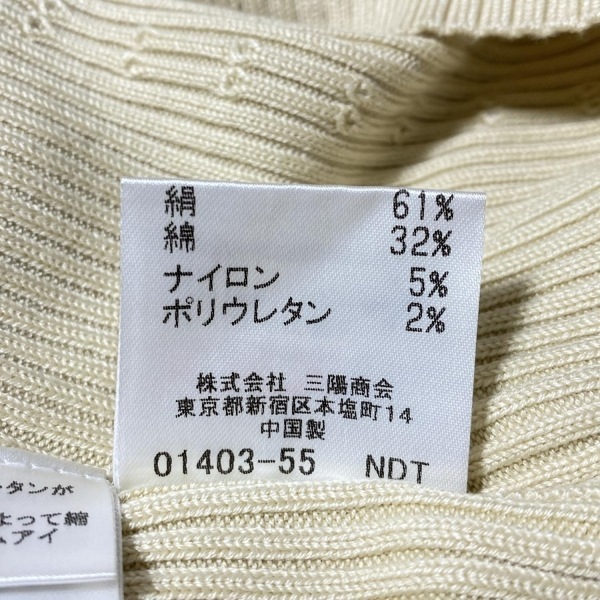 絹 61%
綿 32%
ナイロン 5%
ポリウレタン 2%
株式会社 三陽商会
東京都新宿区本塩町14
中国製
01403-55 NDT
タンが
よって縮
ムアイ